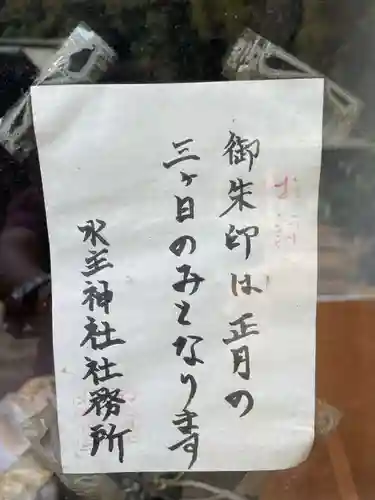 御朱印は正月の
三ヶ日のみとなります
水主神社社務所